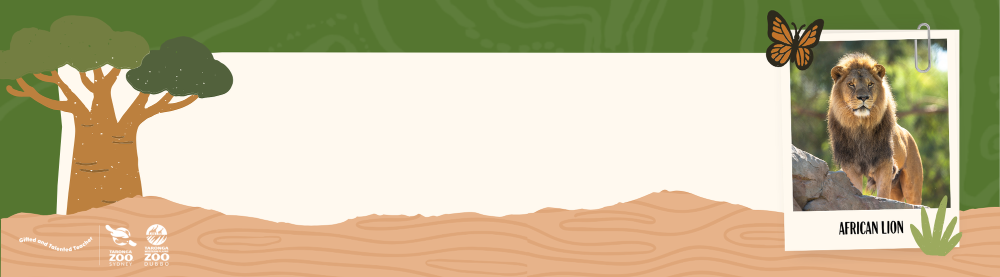 AFRICAN LION
Gifted and Talented Teacher
TARONGA
ZOO
SYDNEY
TARONGA
WESTERN PLAINS
ZOO
DUBBO